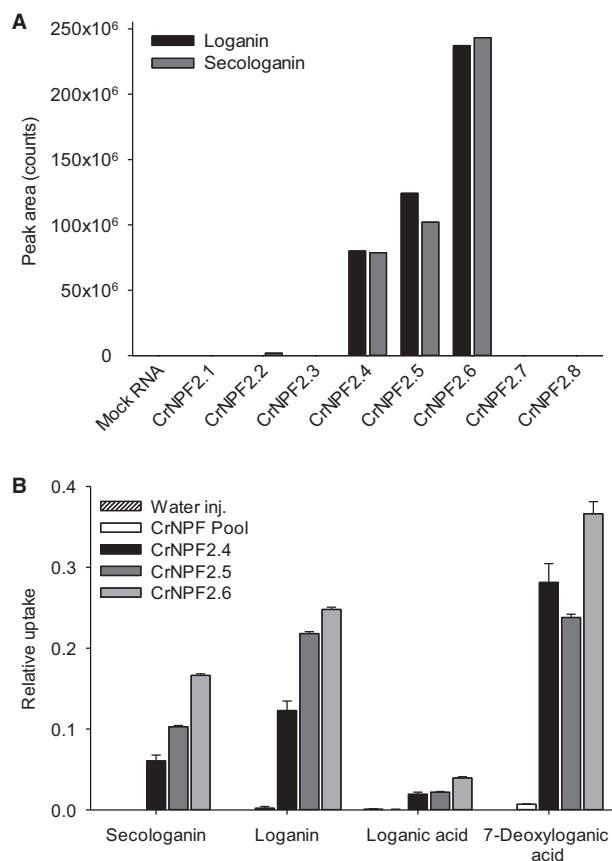 A
250x10⁶
200x10⁶
150x10⁶
100x10⁶
50x10⁶
0
Peak area (counts)
Loganin
Secologanin
Mock RNA
CrNPF2.1
CrNPF2.2
CrNPF2.3
CrNPF2.4
CrNPF2.5
CrNPF2.6
CrNPF2.7
CrNPF2.8
B
0.4
0.3
0.2
0.1
0.0
Relative uptake
Water inj.
CrNPF Pool
CrNPF2.4
CrNPF2.5
CrNPF2.6
Secologanin
Loganin
Loganic acid
7-Deoxyloganic
acid